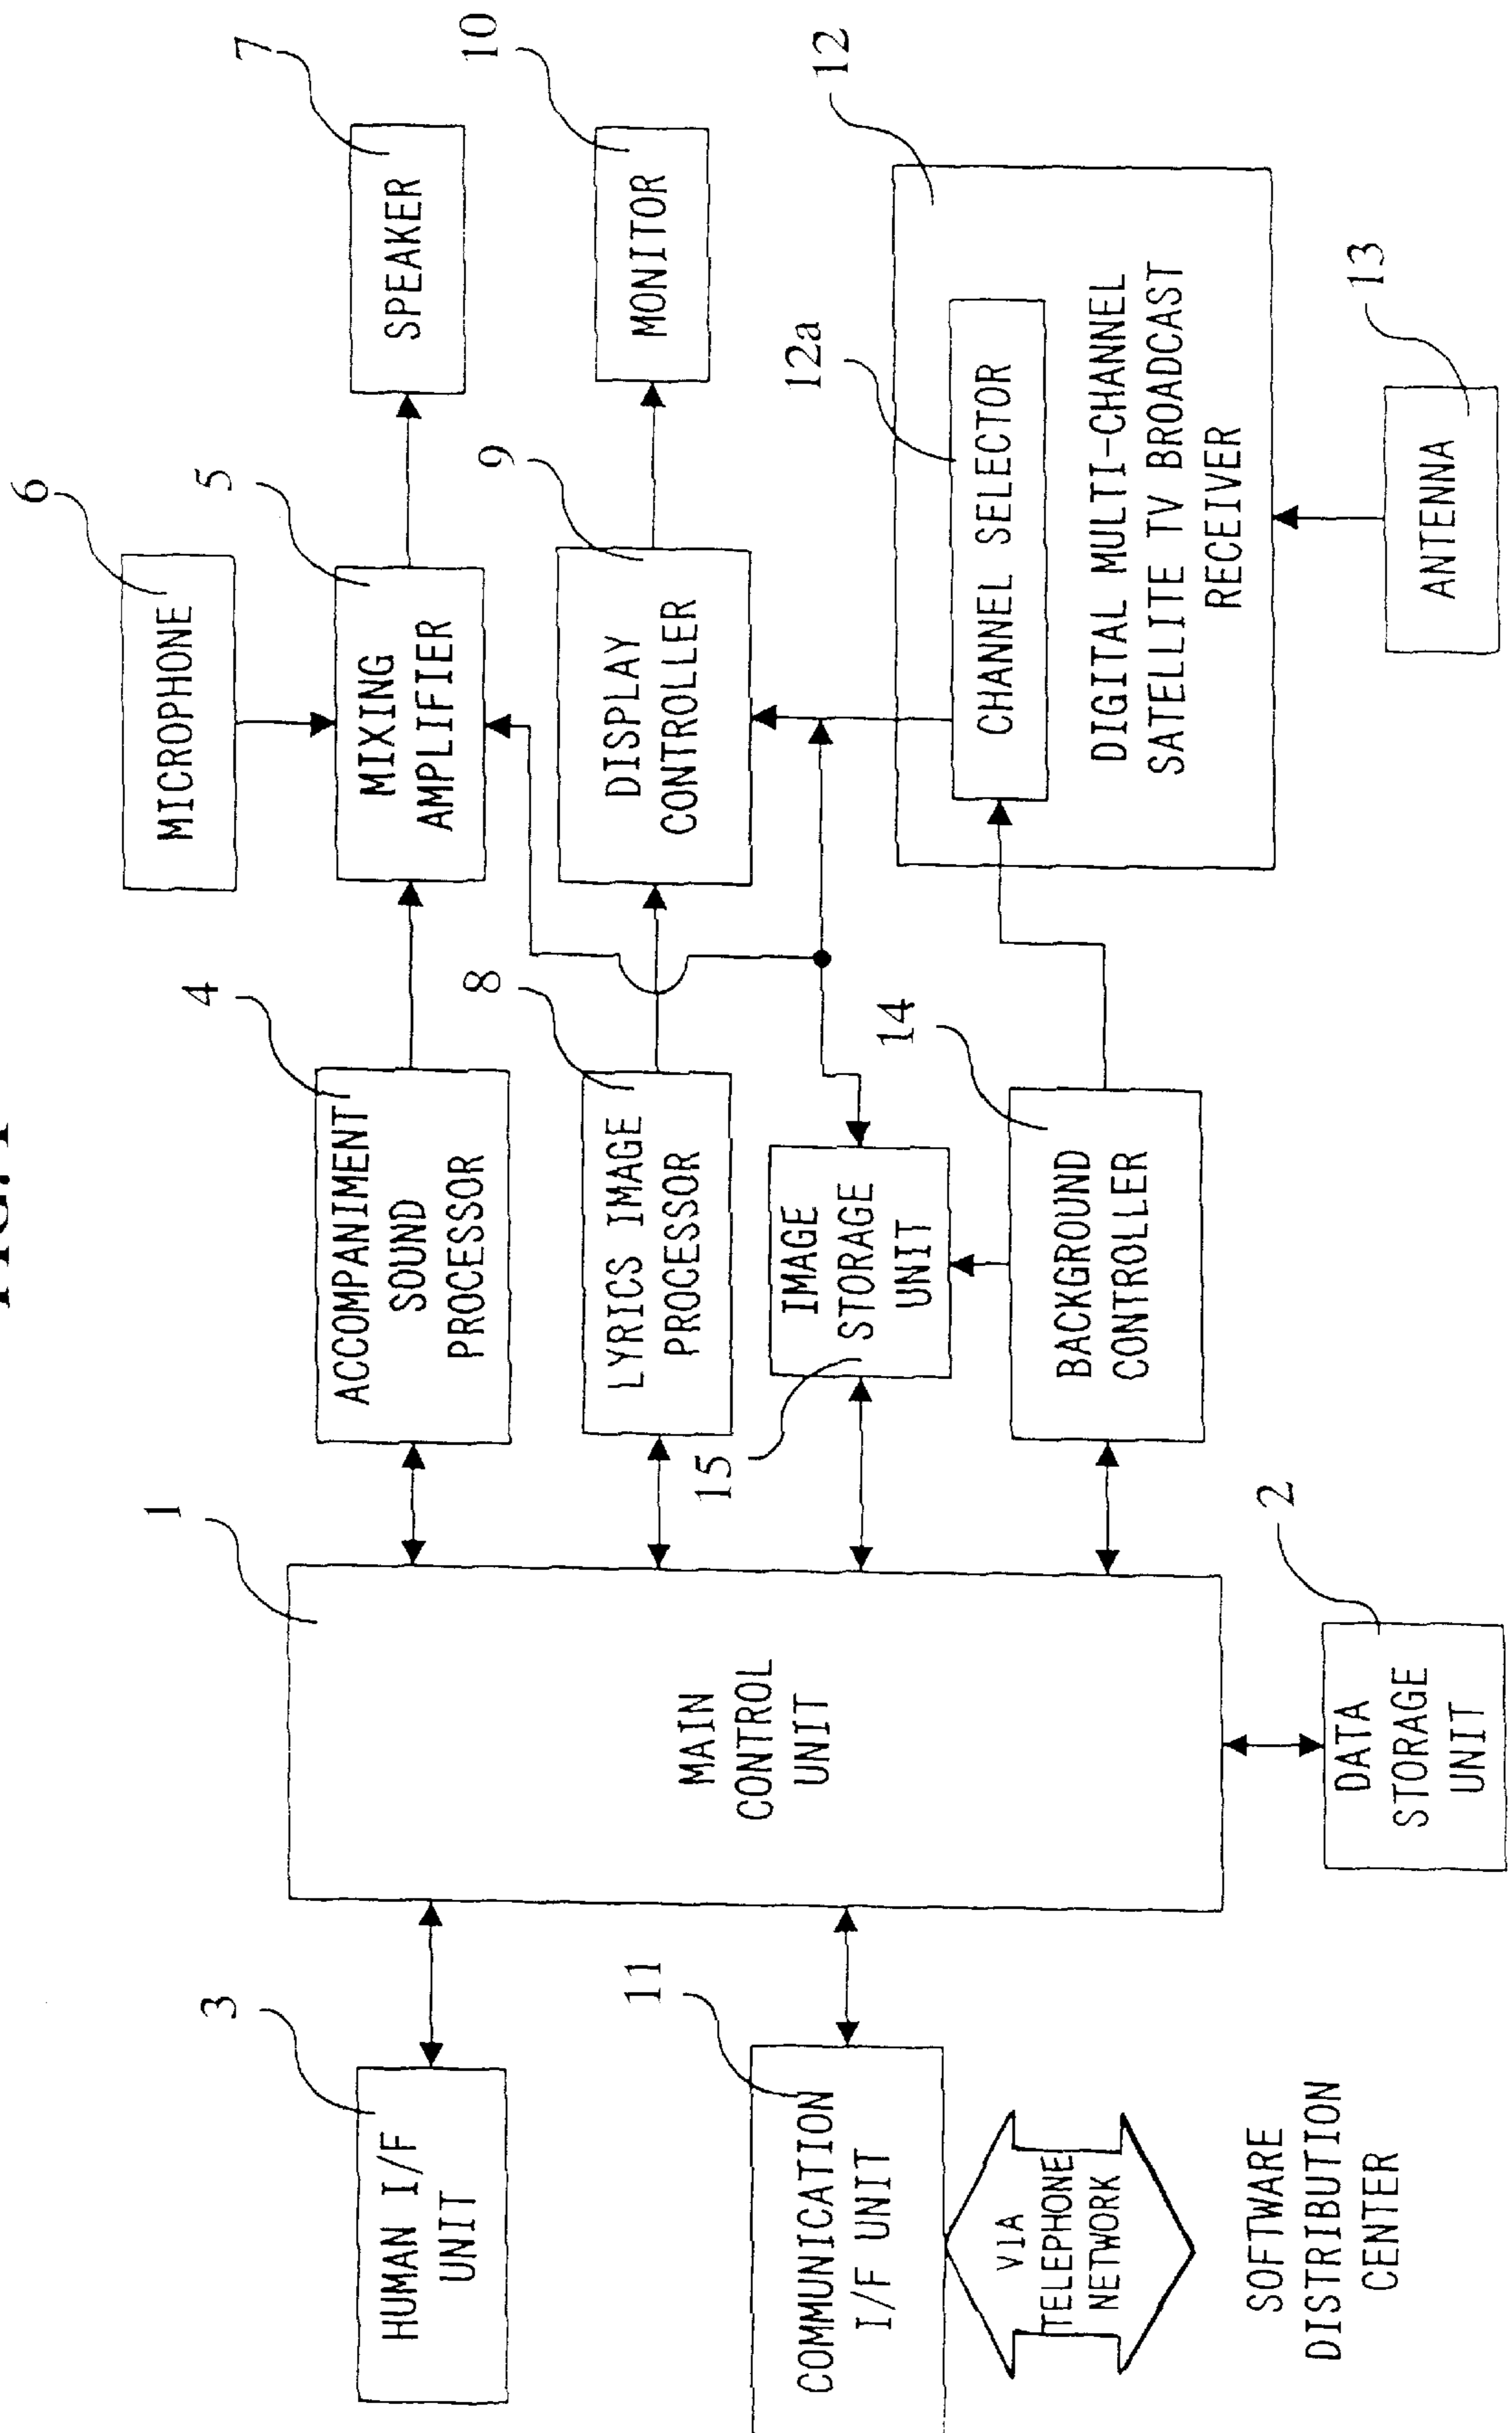 6
MICROPHONE
4
ACCOMPANIMENT
SOUND
PROCESSOR
5
MIXING
AMPLIFIER
7
SPEAKER
3
HUMAN I/F
UNIT
1
MAIN
CONTROL
UNIT
8
LYRICS IMAGE
PROCESSOR
9
DISPLAY
CONTROLLER
10
MONITOR
11
COMMUNICATION
I/F UNIT
15
IMAGE
STORAGE
UNIT
12
12a
CHANNEL SELECTOR
DIGITAL MULTI-CHANNEL
SATELLITE TV BROADCAST
RECEIVER
14
BACKGROUND
CONTROLLER
VIA
TELEPHONE
NETWORK
SOFTWARE
DISTRIBUTION
CENTER
2
DATA
STORAGE
UNIT
13
ANTENNA